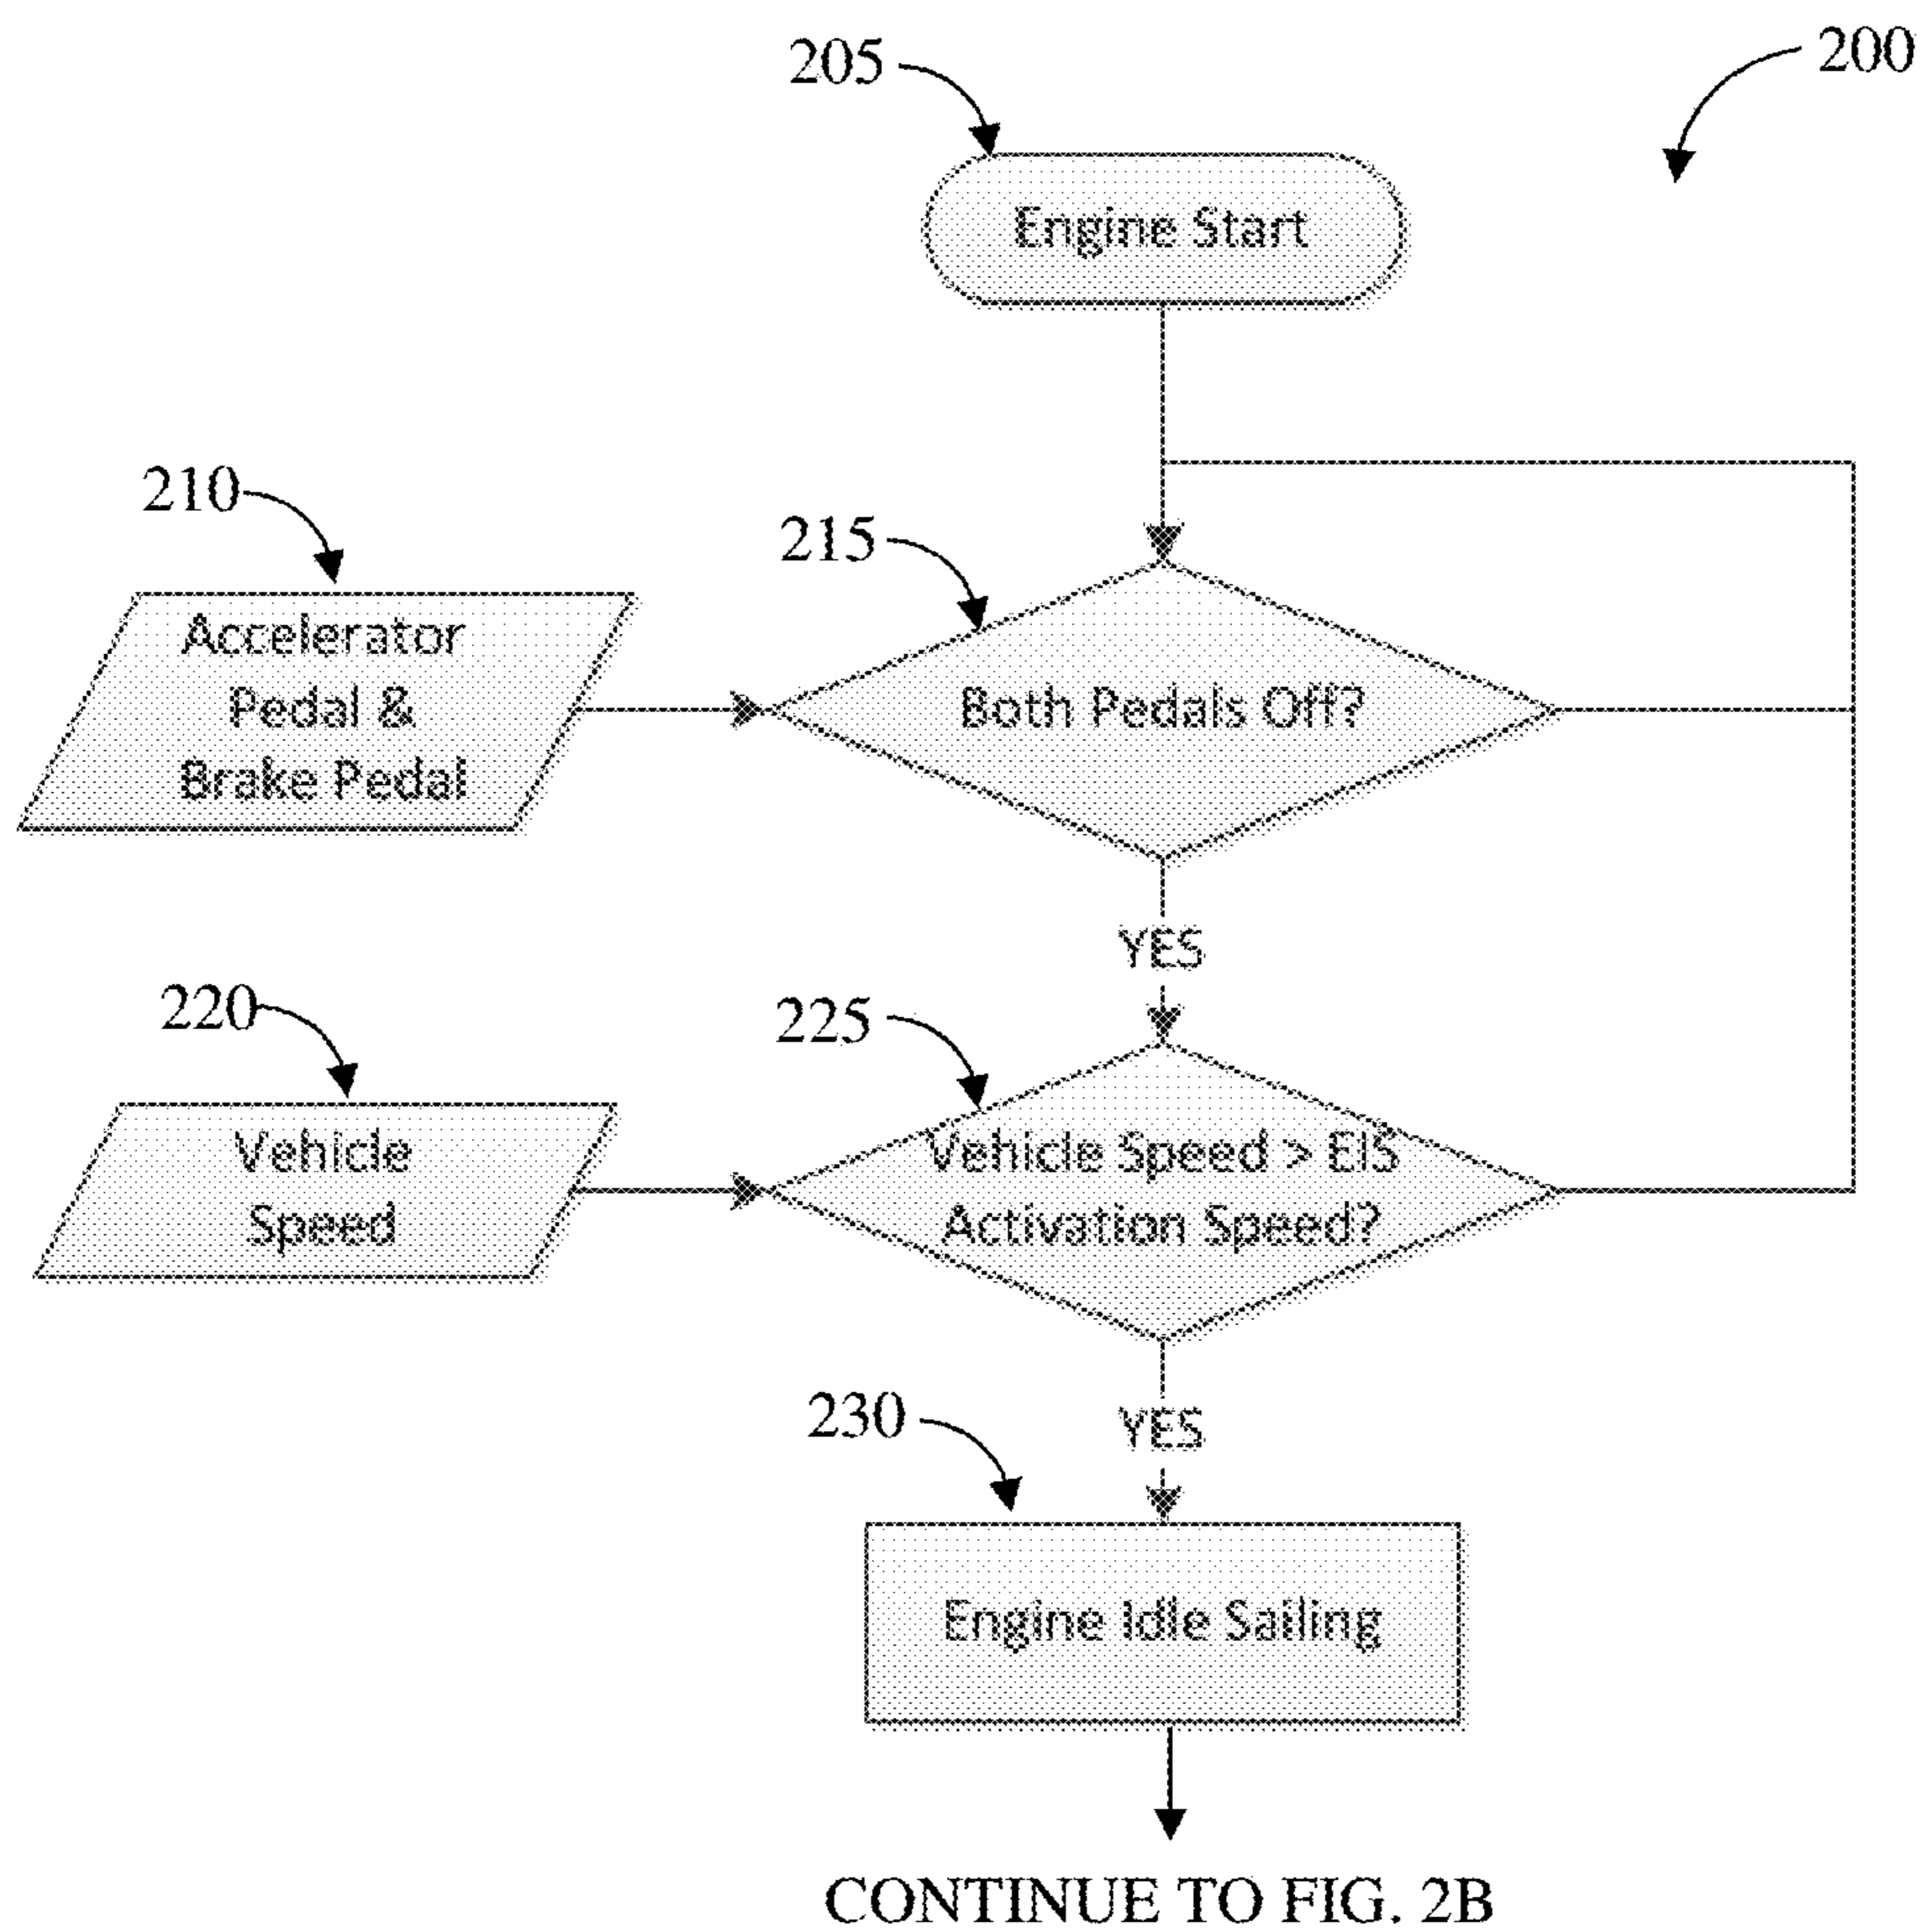 200
205
Engine Start
210
Accelerator
Pedal &
Brake Pedal
215
Both Pedals Off?
YES
220
Vehicle
Speed
225
Vehicle Speed > EIS
Activation Speed?
YES
230
Engine Idle Sailing
CONTINUE TO FIG. 2B